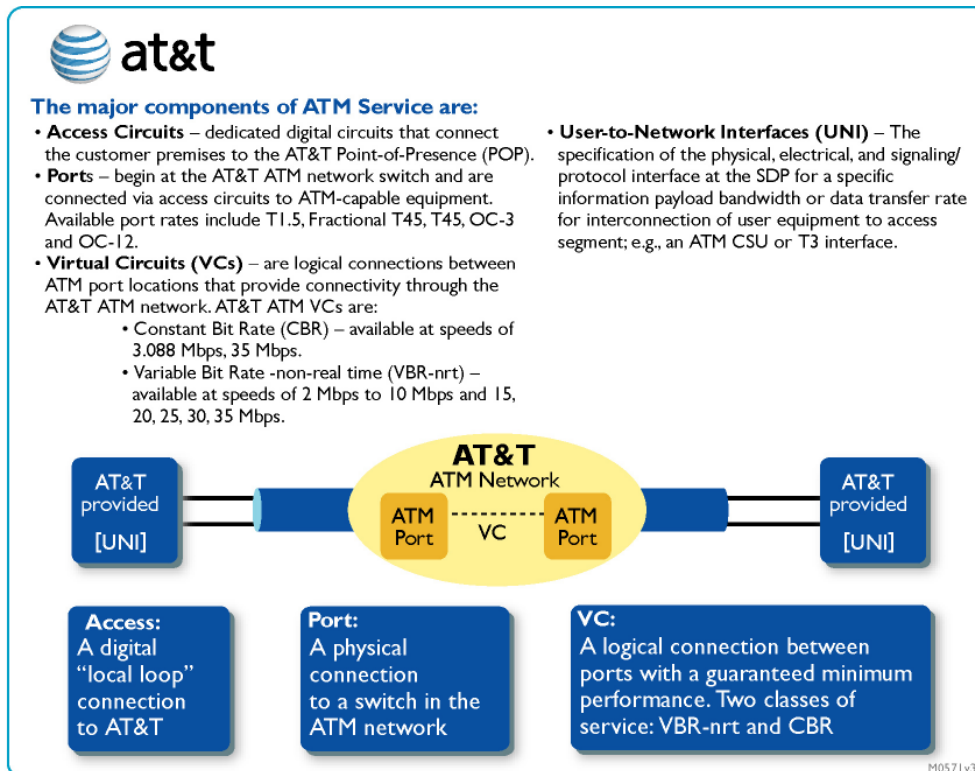 at&t
The major components of ATM Service are:
• Access Circuits – dedicated digital circuits that connect
the customer premises to the AT&T Point-of-Presence (POP).
• Ports – begin at the AT&T ATM network switch and are
connected via access circuits to ATM-capable equipment.
Available port rates include T1.5, Fractional T45, T45, OC-3
and OC-12.
• Virtual Circuits (VCs) – are logical connections between
ATM port locations that provide connectivity through the
AT&T ATM network. AT&T ATM VCs are:
• Constant Bit Rate (CBR) – available at speeds of
3.088 Mbps, 35 Mbps.
• Variable Bit Rate -non-real time (VBR-nrt) –
available at speeds of 2 Mbps to 10 Mbps and 15,
20, 25, 30, 35 Mbps.
• User-to-Network Interfaces (UNI) – The
specification of the physical, electrical, and signaling/
protocol interface at the SDP for a specific
information payload bandwidth or data transfer rate
for interconnection of user equipment to access
segment; e.g., an ATM CSU or T3 interface.
AT&T
provided
[UNI]
AT&T
ATM Network
ATM
Port
VC
ATM
Port
AT&T
provided
[UNI]
Access:
A digital
“local loop”
connection
to AT&T
Port:
A physical
connection
to a switch in the
ATM network
VC:
A logical connection between
ports with a guaranteed minimum
performance. Two classes of
service: VBR-nrt and CBR
M0571v3